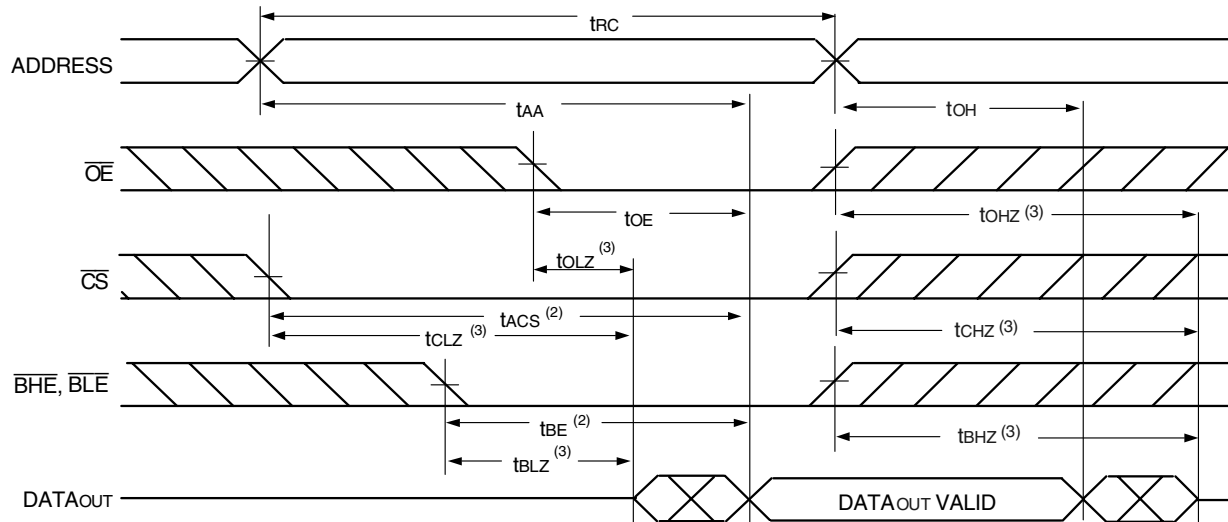 tRC
ADDRESS
tAA
tOH
OE
tOE
tOHZ (3)
tOLZ (3)
CS
tACS (2)
tCLZ (3)
tCHZ (3)
BHE, BLE
tBE (2)
tBHZ (3)
tBLZ (3)
DATAOUT
DATAOUT VALID